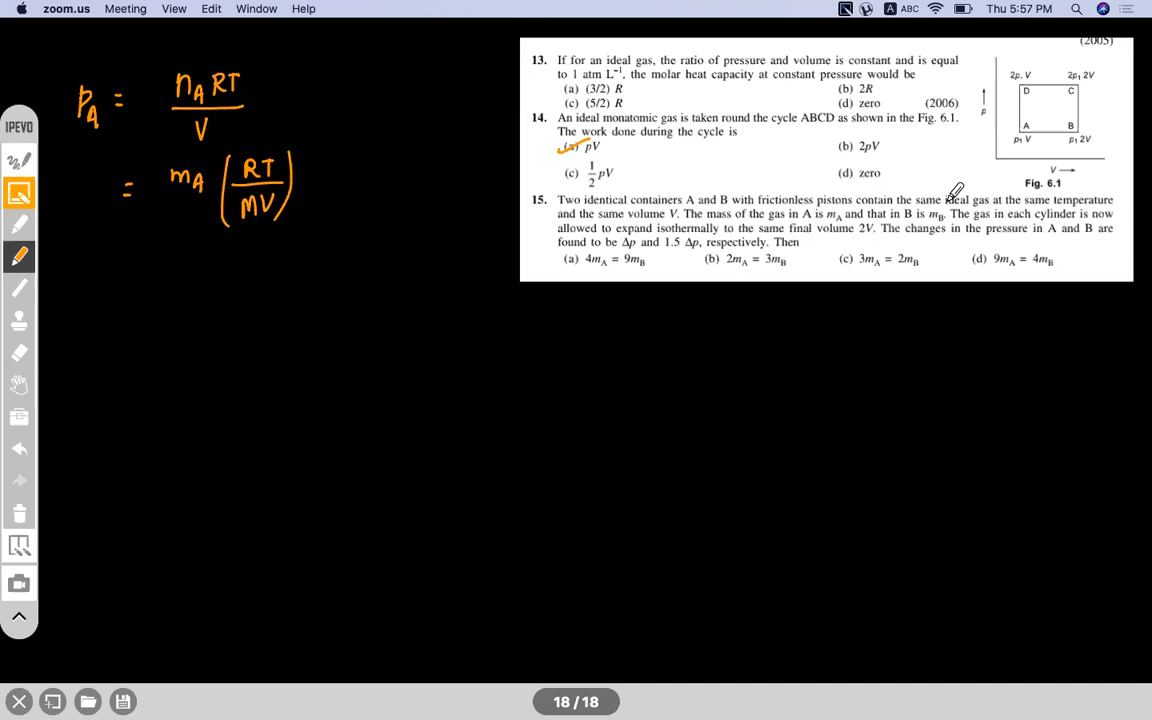 zoom.us Meeting View Edit Window Help
A ABC Thu 5:57 PM
(2005)
13. If for an ideal gas, the ratio of pressure and volume is constant and is equal
to 1 atm L⁻¹, the molar heat capacity at constant pressure would be
(a) (3/2) R (b) 2R
(c) (5/2) R (d) zero (2006)
14. An ideal monatomic gas is taken round the cycle ABCD as shown in the Fig. 6.1.
The work done during the cycle is
(a) pV (b) 2pV
(c) 1/2 pV (d) zero
2p, V 2p, 2V
D C
p
A B
p, V p, 2V
V
Fig. 6.1
15. Two identical containers A and B with frictionless pistons contain the same ideal gas at the same temperature
and the same volume V. The mass of the gas in A is m_A and that in B is m_B. The gas in each cylinder is now
allowed to expand isothermally to the same final volume 2V. The changes in the pressure in A and B are
found to be Δp and 1.5 Δp, respectively. Then
(a) 4m_A = 9m_B (b) 2m_A = 3m_B (c) 3m_A = 2m_B (d) 9m_A = 4m_B
p_A = n_A RT / V
= m_A (RT / MV)
IPEVO
18 / 18